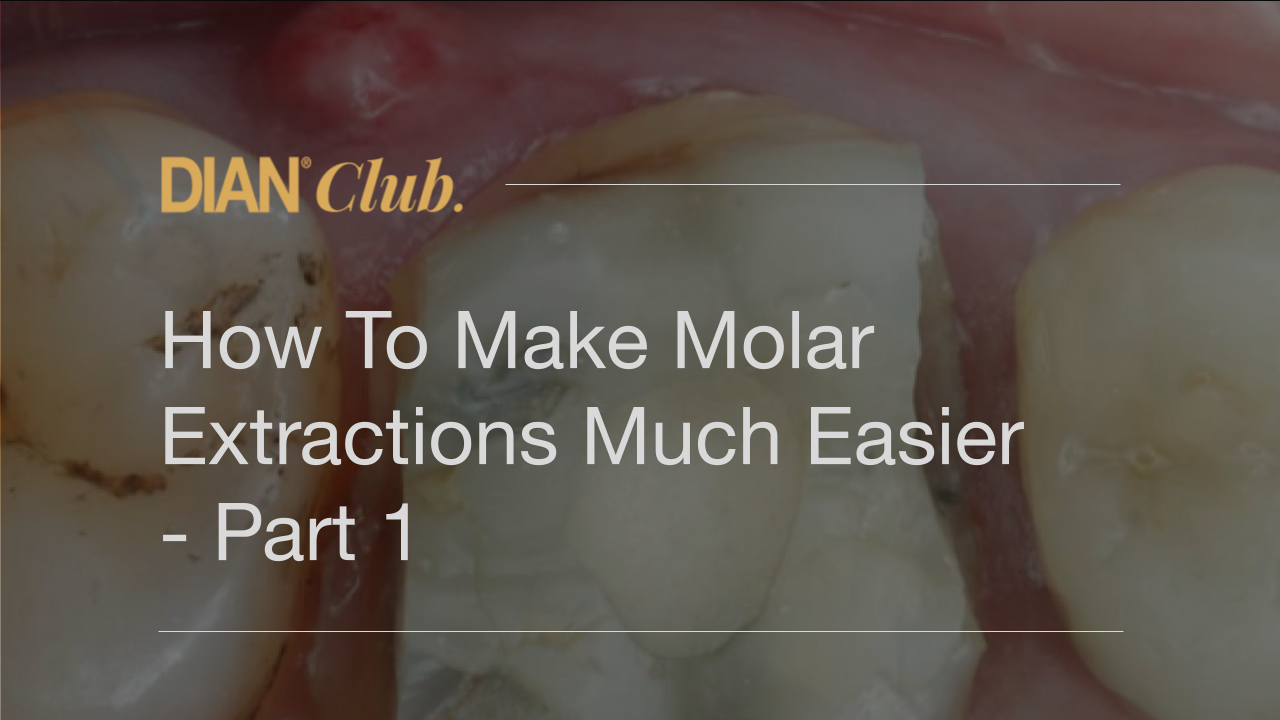 DIAN® Club.
How To Make Molar
Extractions Much Easier
- Part 1